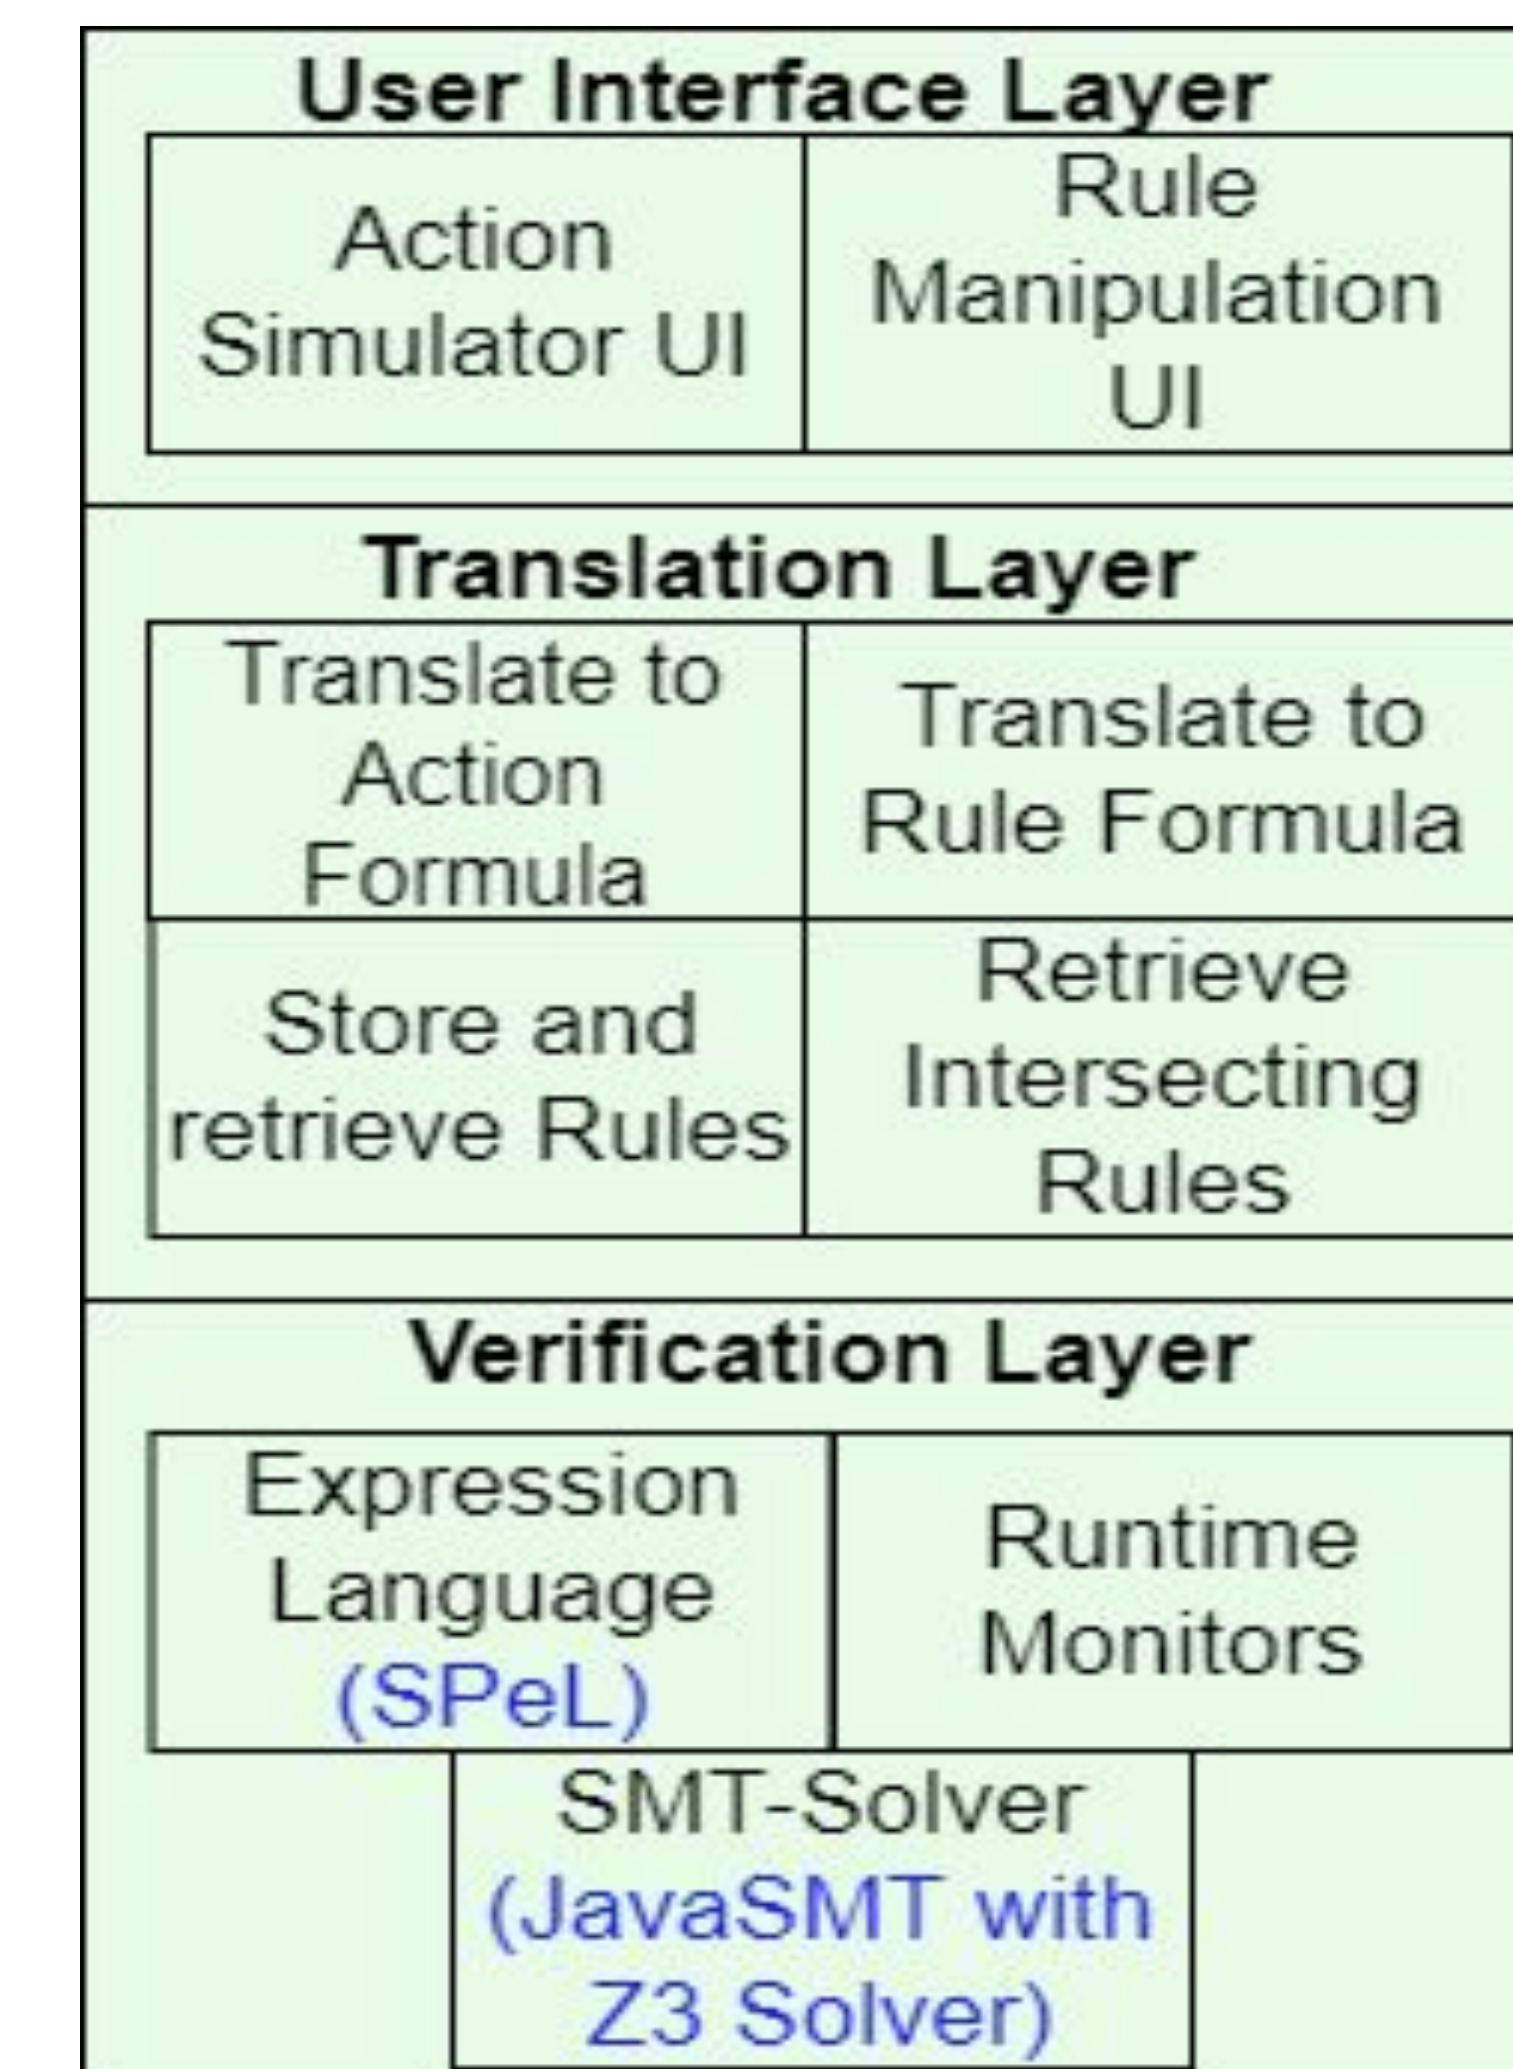 User Interface Layer
Action
Simulator UI
Rule
Manipulation
UI
Translation Layer
Translate to
Action
Formula
Translate to
Rule Formula
Store and
retrieve Rules
Retrieve
Intersecting
Rules
Verification Layer
Expression
Language
(SPeL)
Runtime
Monitors
SMT-Solver
(JavaSMT with
Z3 Solver)